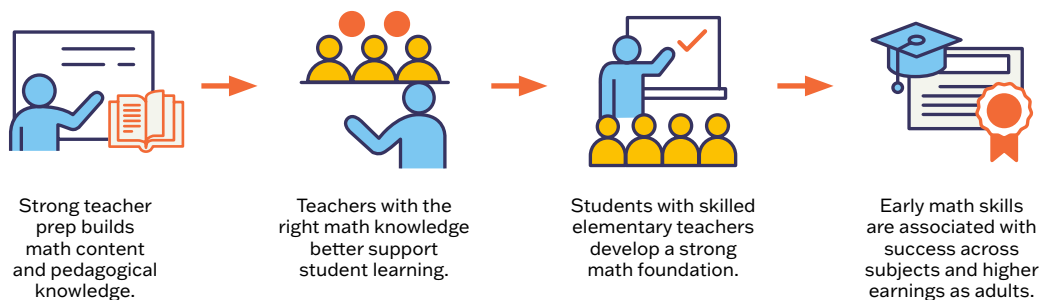 Strong teacher
prep builds
math content
and pedagogical
knowledge.
Teachers with the
right math knowledge
better support
student learning.
Students with skilled
elementary teachers
develop a strong
math foundation.
Early math skills
are associated with
success across
subjects and higher
earnings as adults.